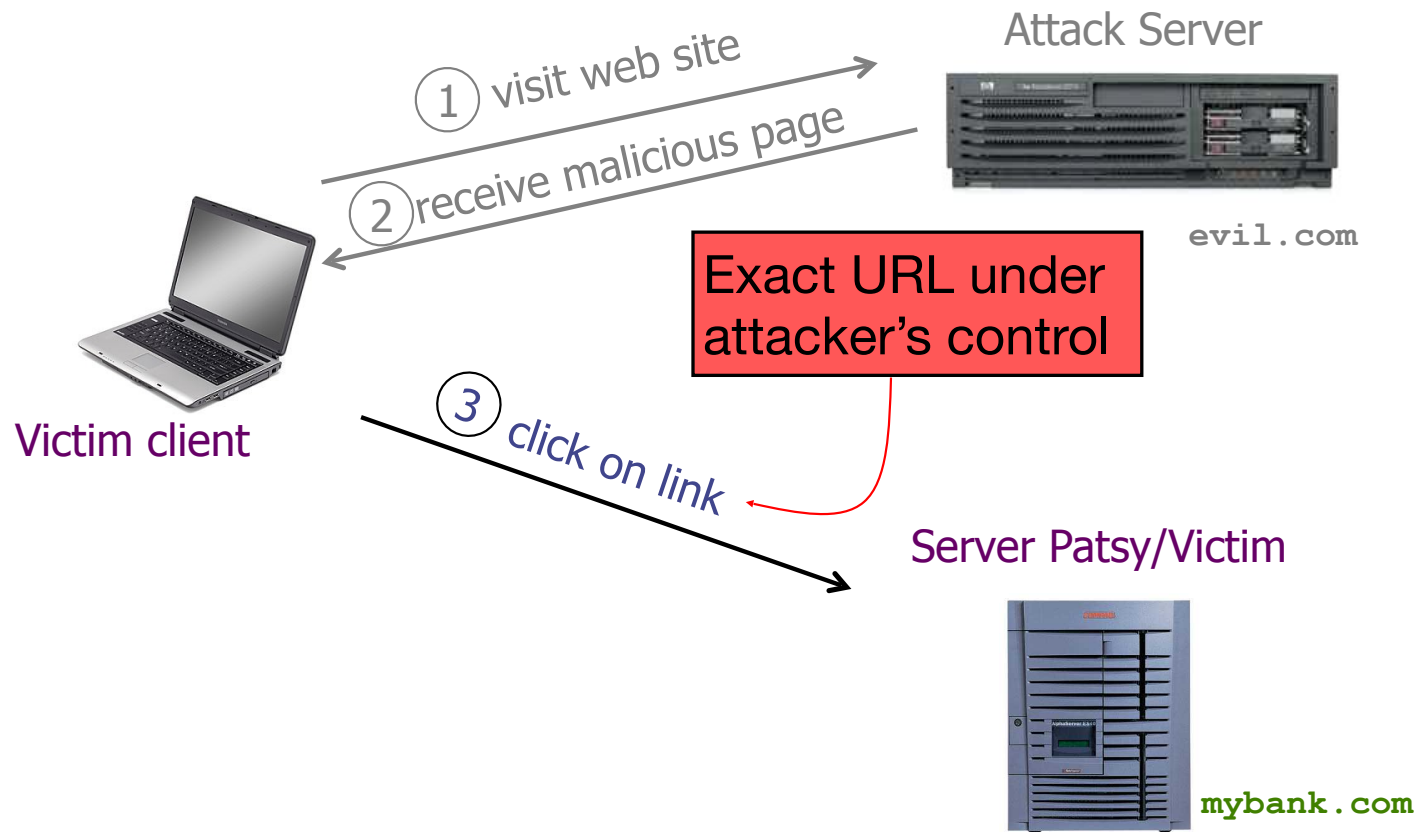 Attack Server
1 visit web site
2 receive malicious page
evil.com
Exact URL under
attacker’s control
3 click on link
Victim client
Server Patsy/Victim
mybank.com